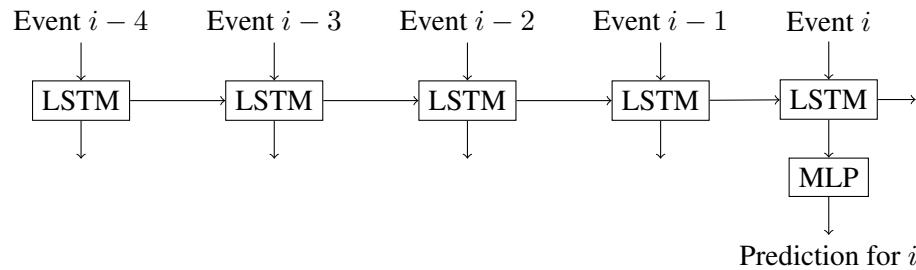 Event i − 4 Event i − 3 Event i − 2 Event i − 1 Event i
LSTM LSTM LSTM LSTM LSTM
MLP
Prediction for i